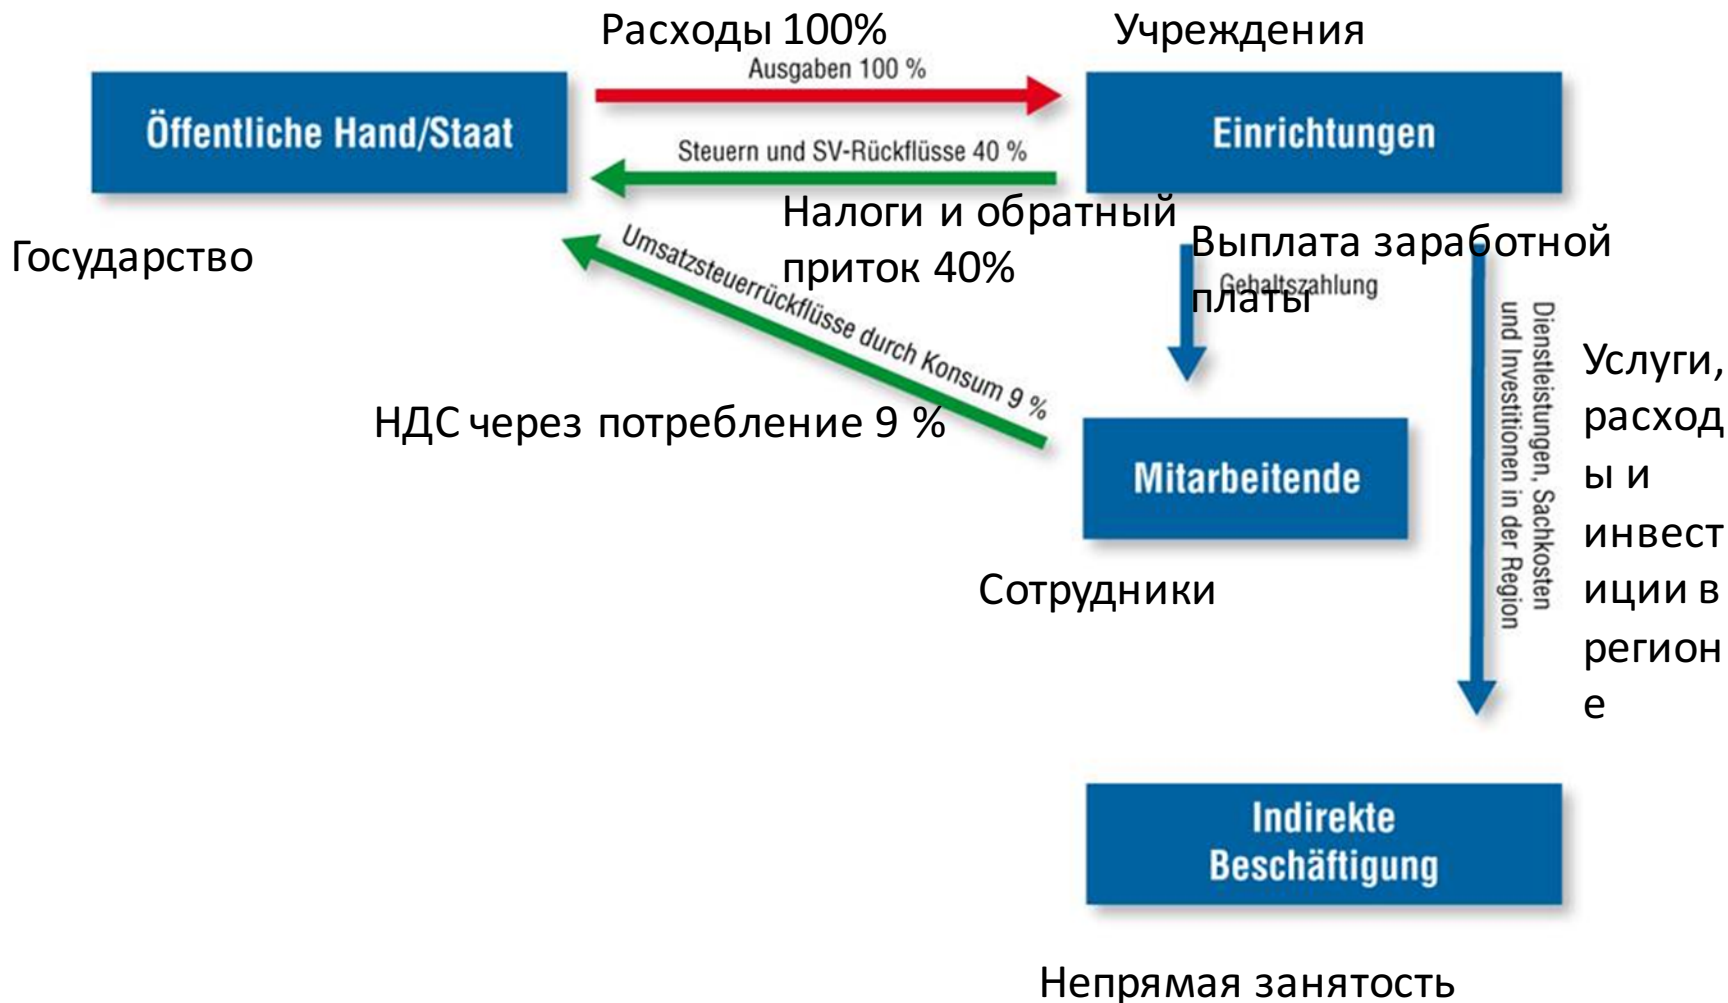 Расходы 100%
Учреждения
Ausgaben 100 %
Öffentliche Hand/Staat
Einrichtungen
Steuern und SV-Rückflüsse 40 %
Налоги и обратный
приток 40%
Государство
Umsatzsteuerrückflüsse durch Konsum 9 %
Выплата заработной
платы
Gehaltszahlung
Dienstleistungen, Sachkosten
und Investitionen in der Region
Услуги,
расход
ы и
инвест
иции в
регион
е
НДС через потребление 9 %
Mitarbeitende
Сотрудники
Indirekte
Beschäftigung
Непрямая занятость